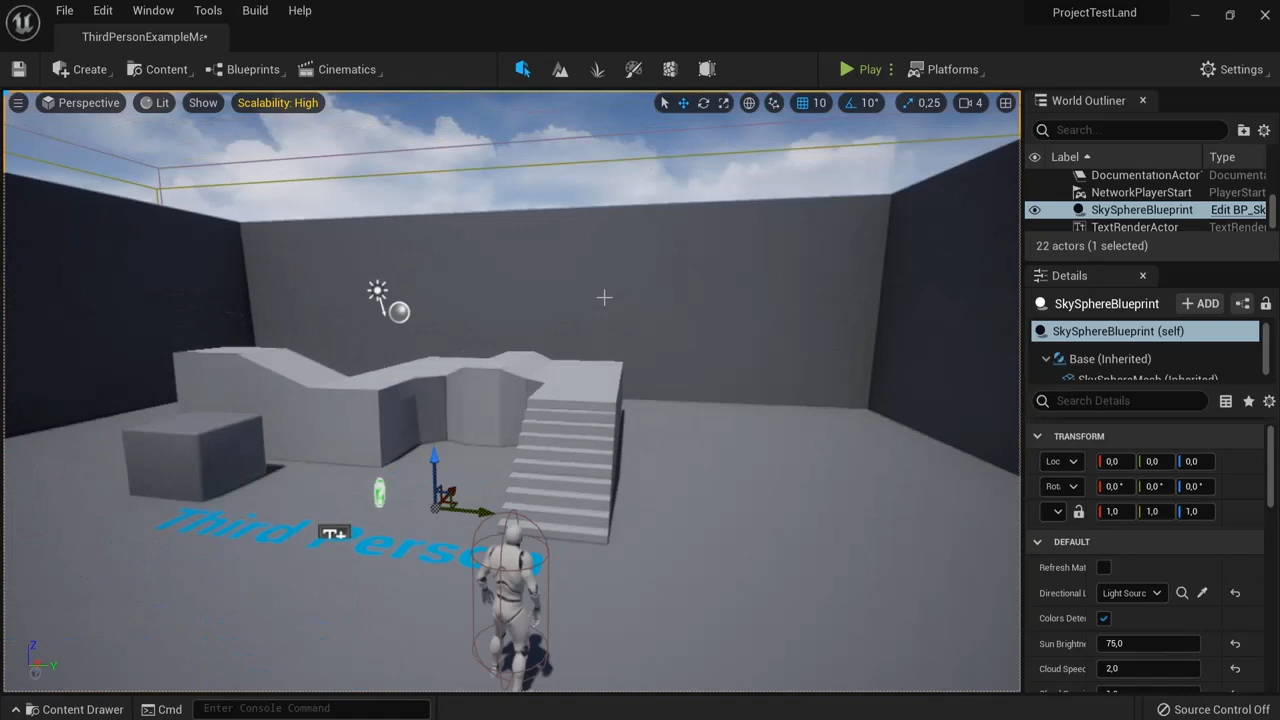 File Edit Window Tools Build Help
ProjectTestLand
ThirdPersonExampleMa*
Create Content Blueprints Cinematics Play Platforms Settings
Perspective Lit Show Scalability: High 10 10° 0,25 4
World Outliner
Search...
Label Type
DocumentationActor Documenta
NetworkPlayerStart PlayerStart
SkySphereBlueprint Edit BP_Sk
TextRenderActor TextRender
22 actors (1 selected)
Details
SkySphereBlueprint ADD
SkySphereBlueprint (self)
Base (Inherited)
SkySphereMesh (Inherited)
Search Details
TRANSFORM
Loc 0,0 0,0 0,0
Rot 0,0° 0,0° 0,0°
1,0 1,0 1,0
DEFAULT
Refresh Mat
Directional L Light Sourc
Colors Deter
Sun Brightne 75,0
Cloud Speed 2,0
Third Person
T+
Z
Y
Content Drawer Cmd Enter Console Command Source Control Off